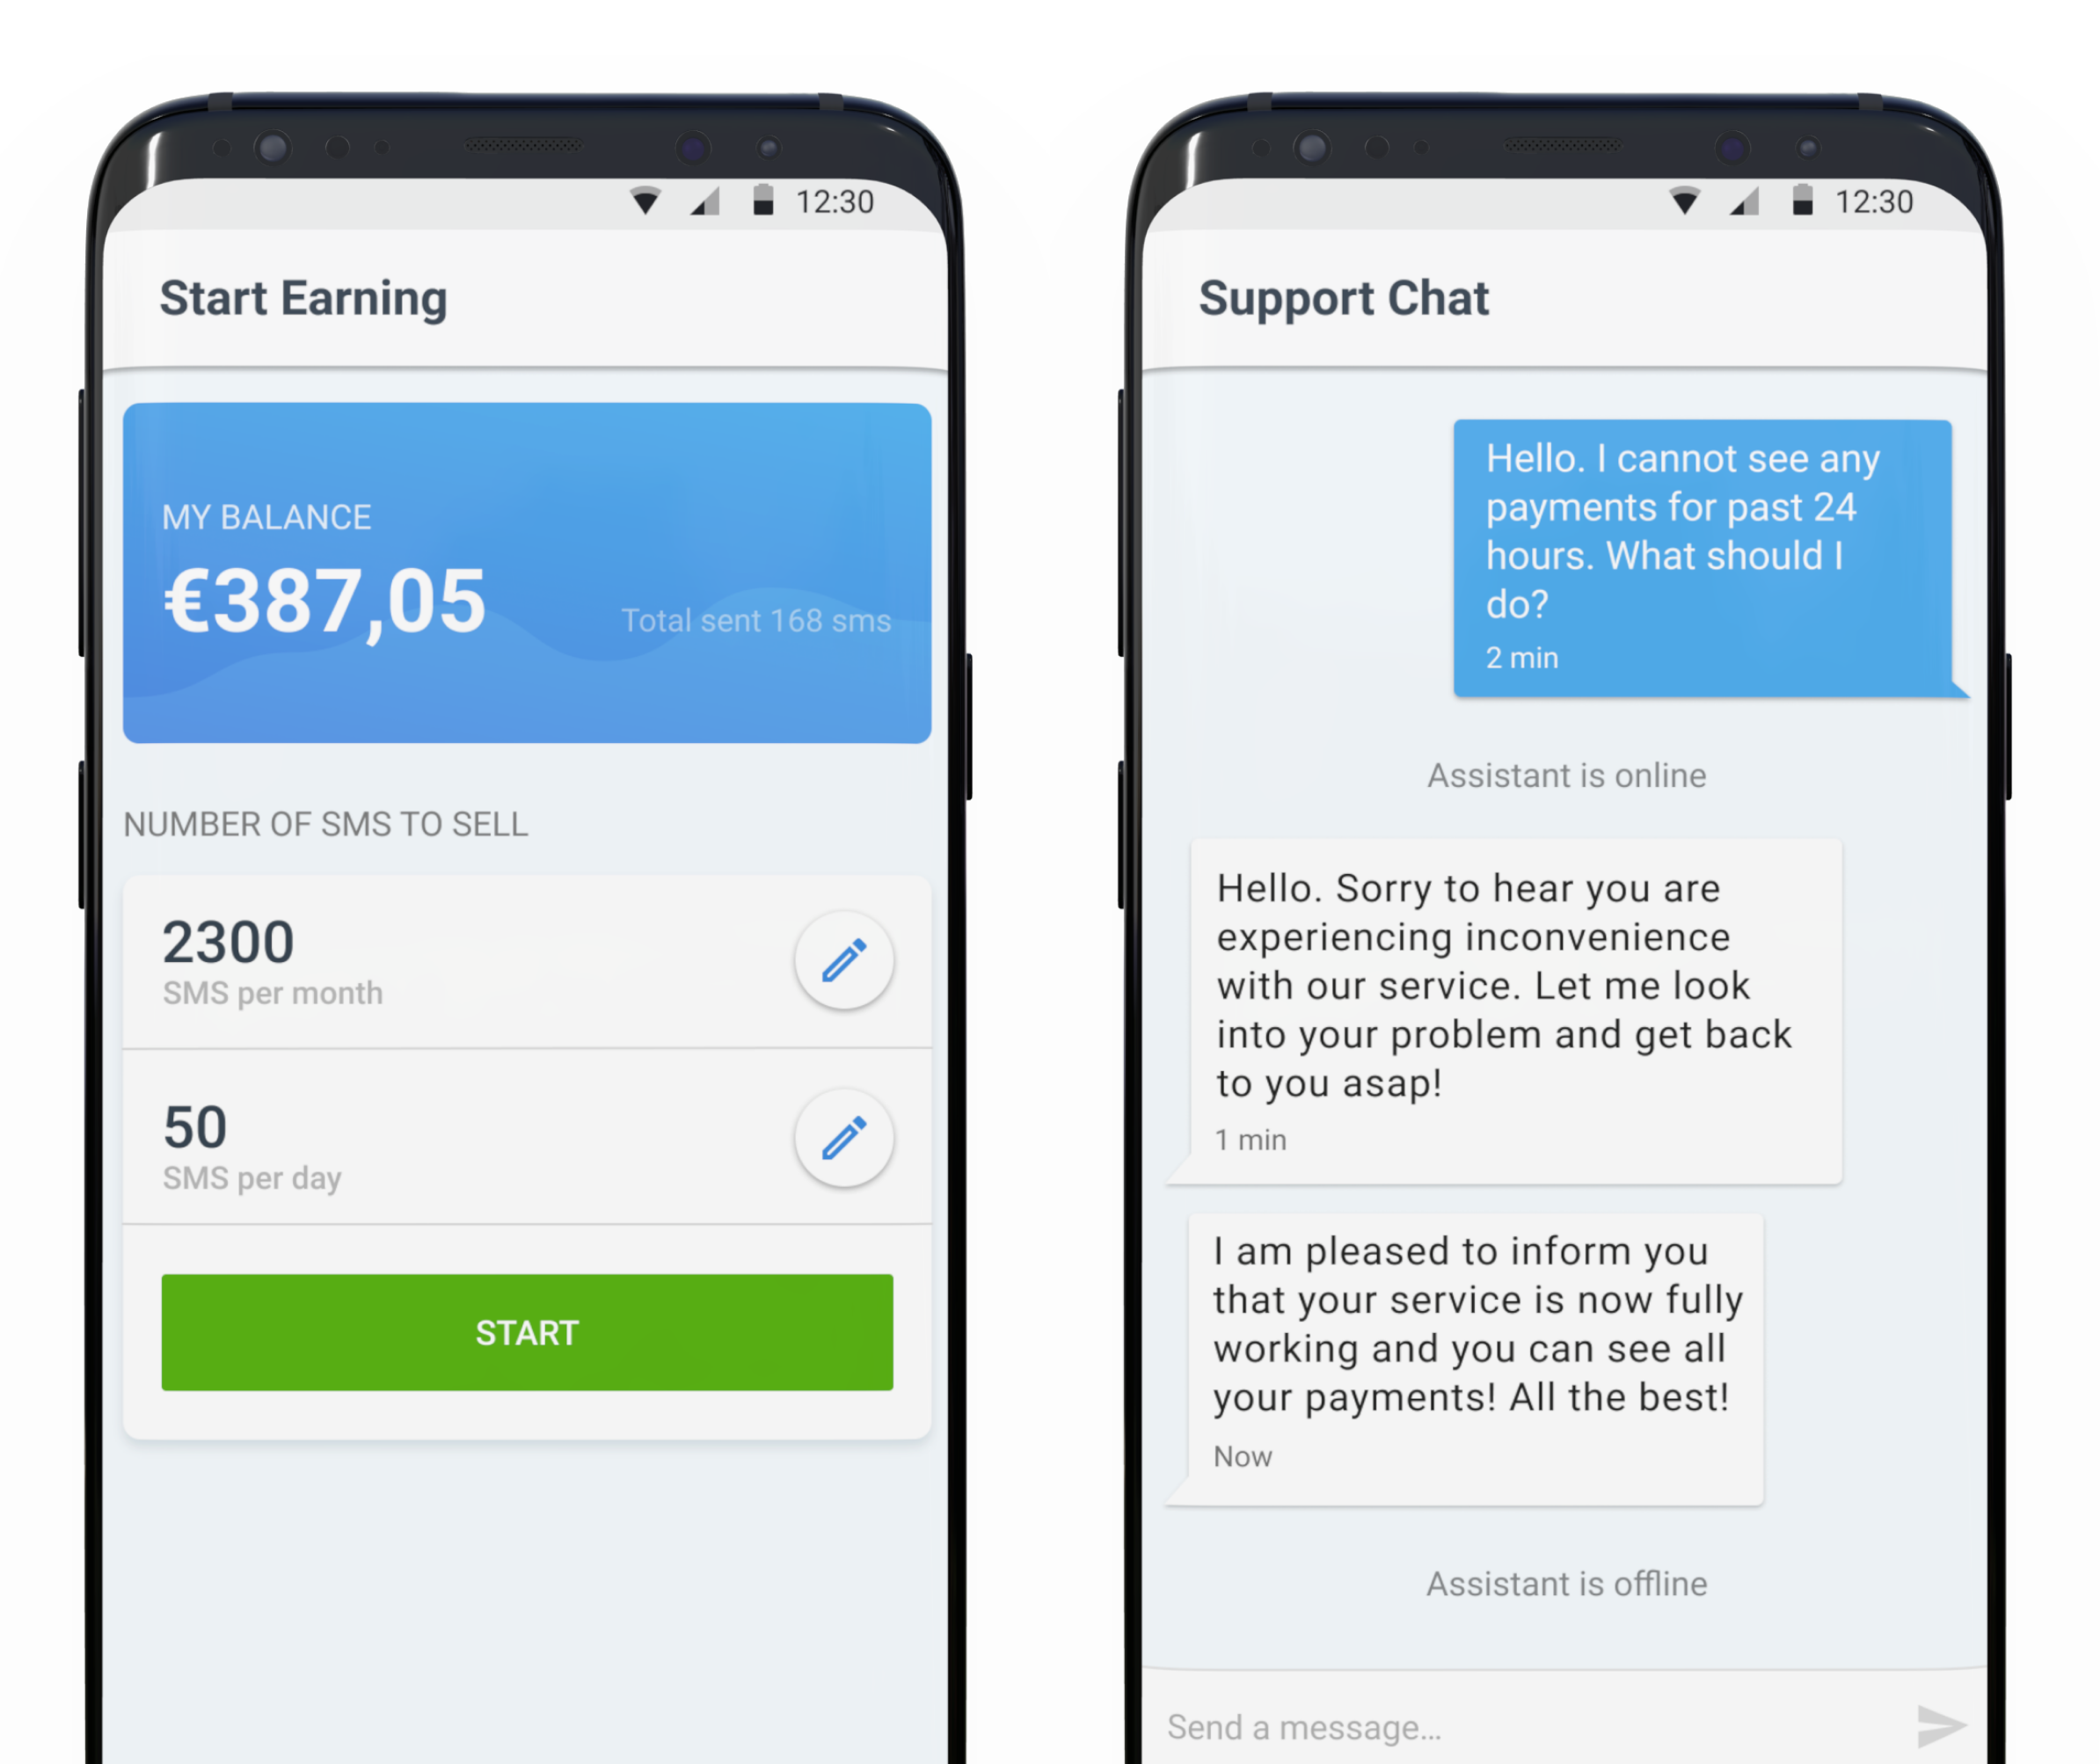 12:30
Start Earning
MY BALANCE
€387,05
Total sent 168 sms
NUMBER OF SMS TO SELL
2300
SMS per month
50
SMS per day
START
12:30
Support Chat
Hello. I cannot see any
payments for past 24
hours. What should I
do?
2 min
Assistant is online
Hello. Sorry to hear you are
experiencing inconvenience
with our service. Let me look
into your problem and get back
to you asap!
1 min
I am pleased to inform you
that your service is now fully
working and you can see all
your payments! All the best!
Now
Assistant is offline
Send a message...